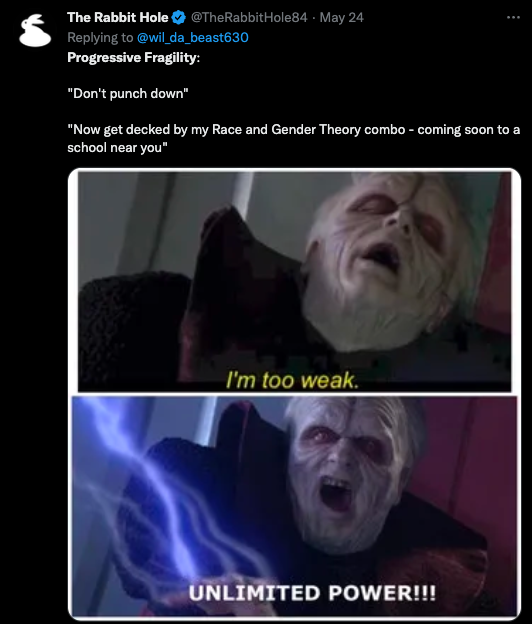 The Rabbit Hole @TheRabbitHole84 · May 24
Replying to @wil_da_beast630
Progressive Fragility:
"Don't punch down"
"Now get decked by my Race and Gender Theory combo - coming soon to a
school near you"
I'm too weak.
UNLIMITED POWER!!!